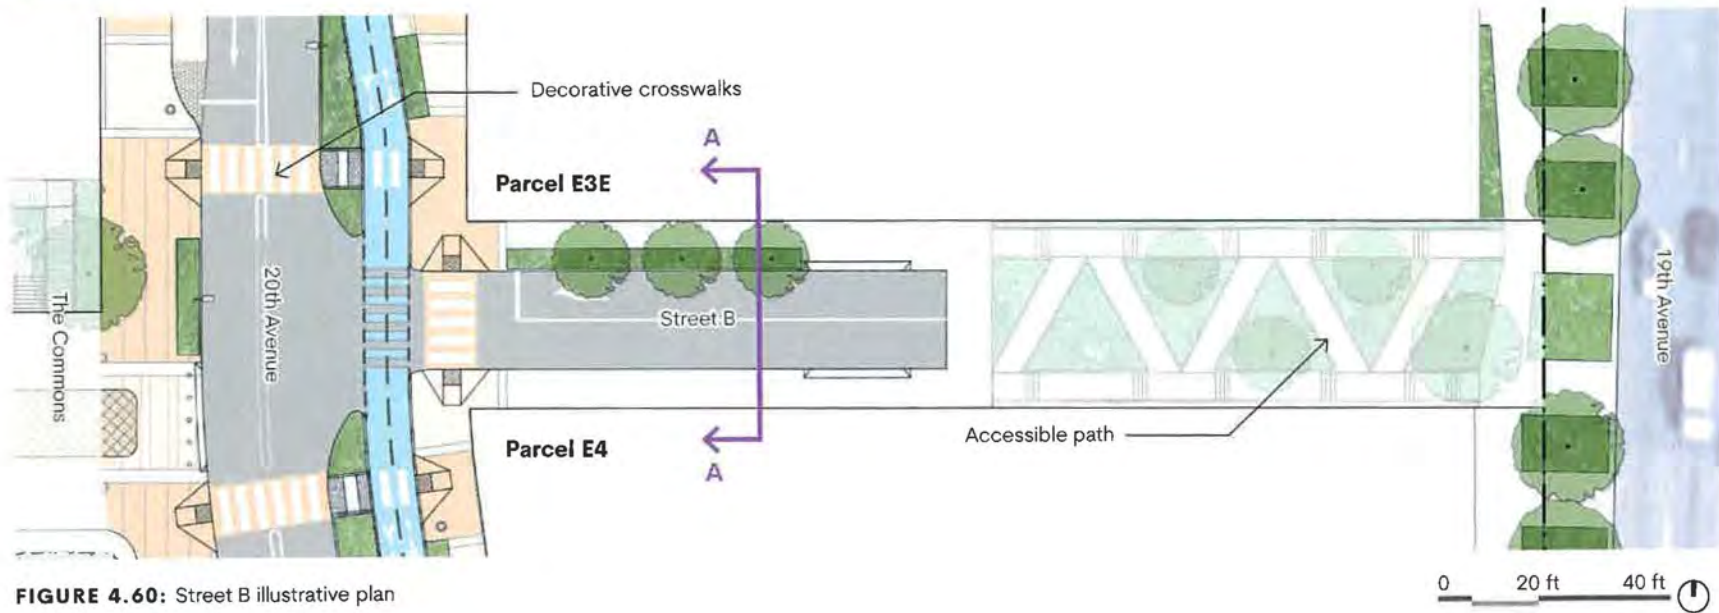 Decorative crosswalks
A
Parcel E3E
20th Avenue
The Commons
Street B
19th Avenue
Accessible path
Parcel E4
A
FIGURE 4.60: Street B illustrative plan
0 20 ft 40 ft